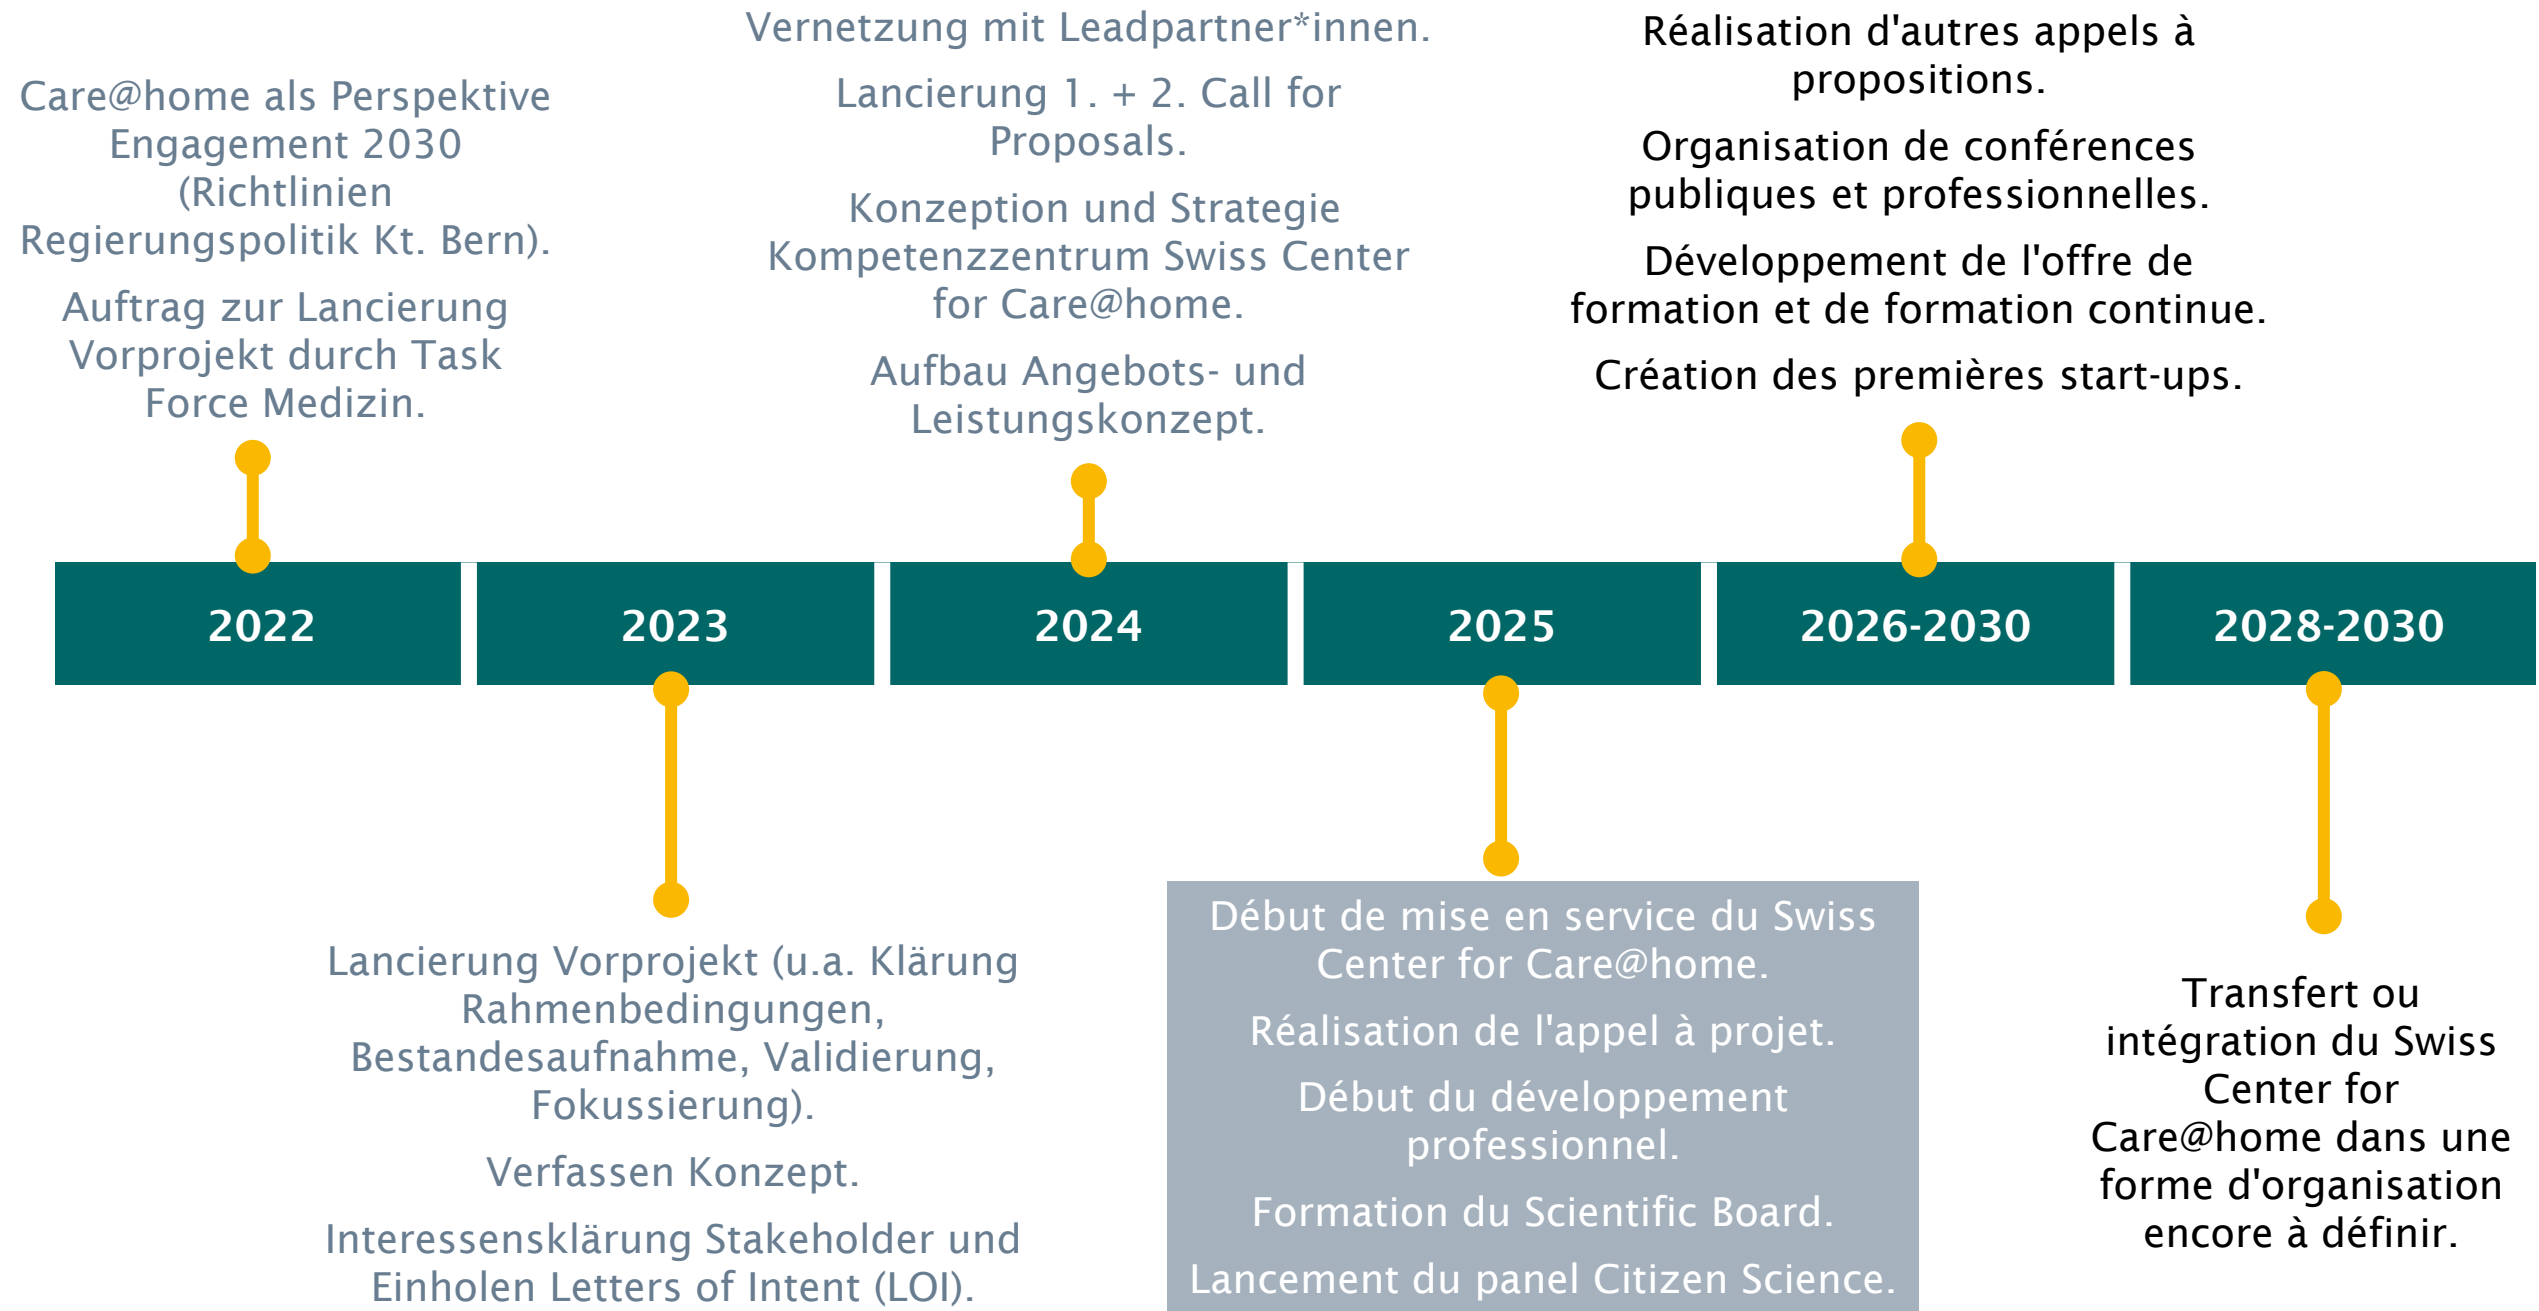 Care@home als Perspektive
Engagement 2030
(Richtlinien
Regierungspolitik Kt. Bern).
Auftrag zur Lancierung
Vorprojekt durch Task
Force Medizin.
Vernetzung mit Leadpartner*innen.
Lancierung 1. + 2. Call for
Proposals.
Konzeption und Strategie
Kompetenzzentrum Swiss Center
for Care@home.
Aufbau Angebots- und
Leistungskonzept.
Réalisation d'autres appels à
propositions.
Organisation de conférences
publiques et professionnelles.
Développement de l'offre de
formation et de formation continue.
Création des premières start-ups.
2022
2023
2024
2025
2026-2030
2028-2030
Lancierung Vorprojekt (u.a. Klärung
Rahmenbedingungen,
Bestandesaufnahme, Validierung,
Fokussierung).
Verfassen Konzept.
Interessensklärung Stakeholder und
Einholen Letters of Intent (LOI).
Début de mise en service du Swiss
Center for Care@home.
Réalisation de l'appel à projet.
Début du développement
professionnel.
Formation du Scientific Board.
Lancement du panel Citizen Science.
Transfert ou
intégration du Swiss
Center for
Care@home dans une
forme d'organisation
encore à définir.